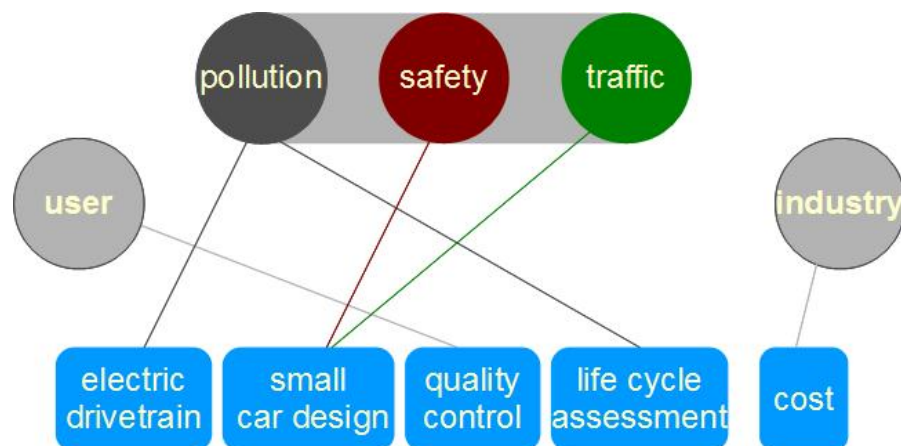 pollution
safety
traffic
user
industry
electric
drivetrain
small
car design
quality
control
life cycle
assessment
cost